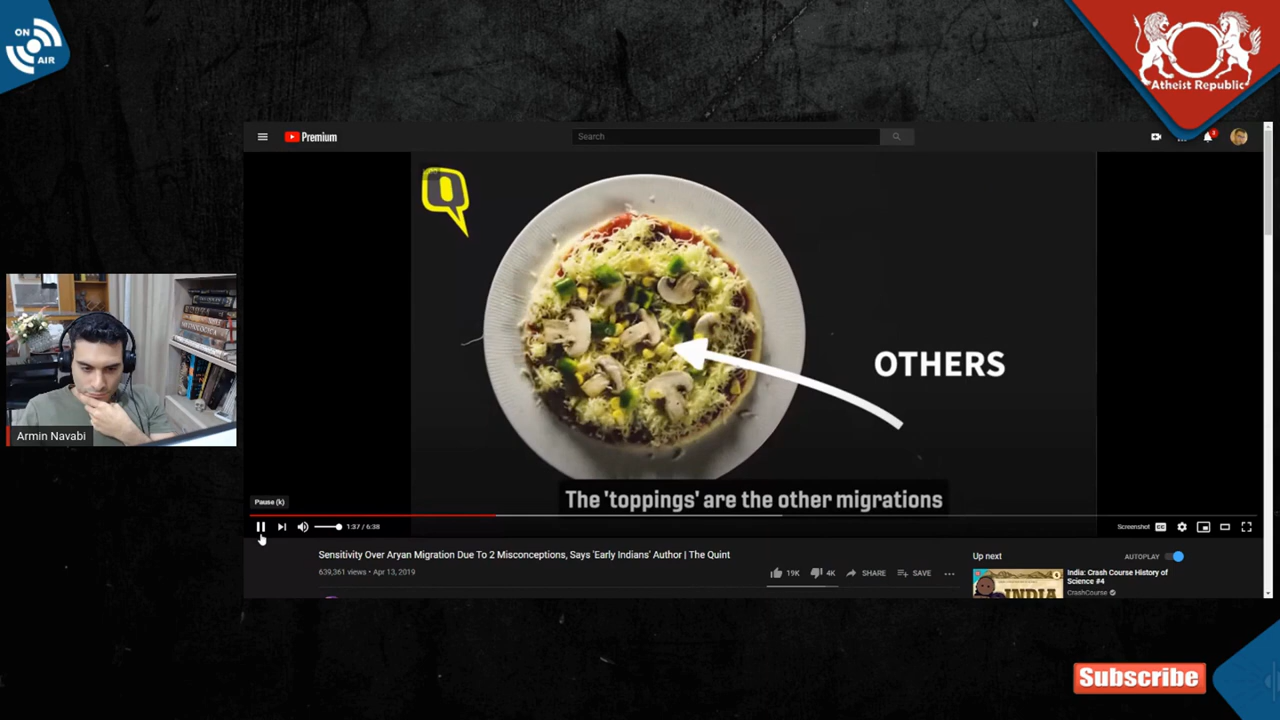 ON
AIR
Atheist Republic
Premium
Search
3
Q
OTHERS
The 'toppings' are the other migrations
Armin Navabi
Pause (k)
1:37 / 6:38
Screenshot
CC
Sensitivity Over Aryan Migration Due To 2 Misconceptions, Says 'Early Indians' Author | The Quint
639,361 views • Apr 13, 2019
19K
4K
SHARE
SAVE
Up next
AUTOPLAY
India: Crash Course History of
Science #4
CrashCourse
INDIA
Subscribe